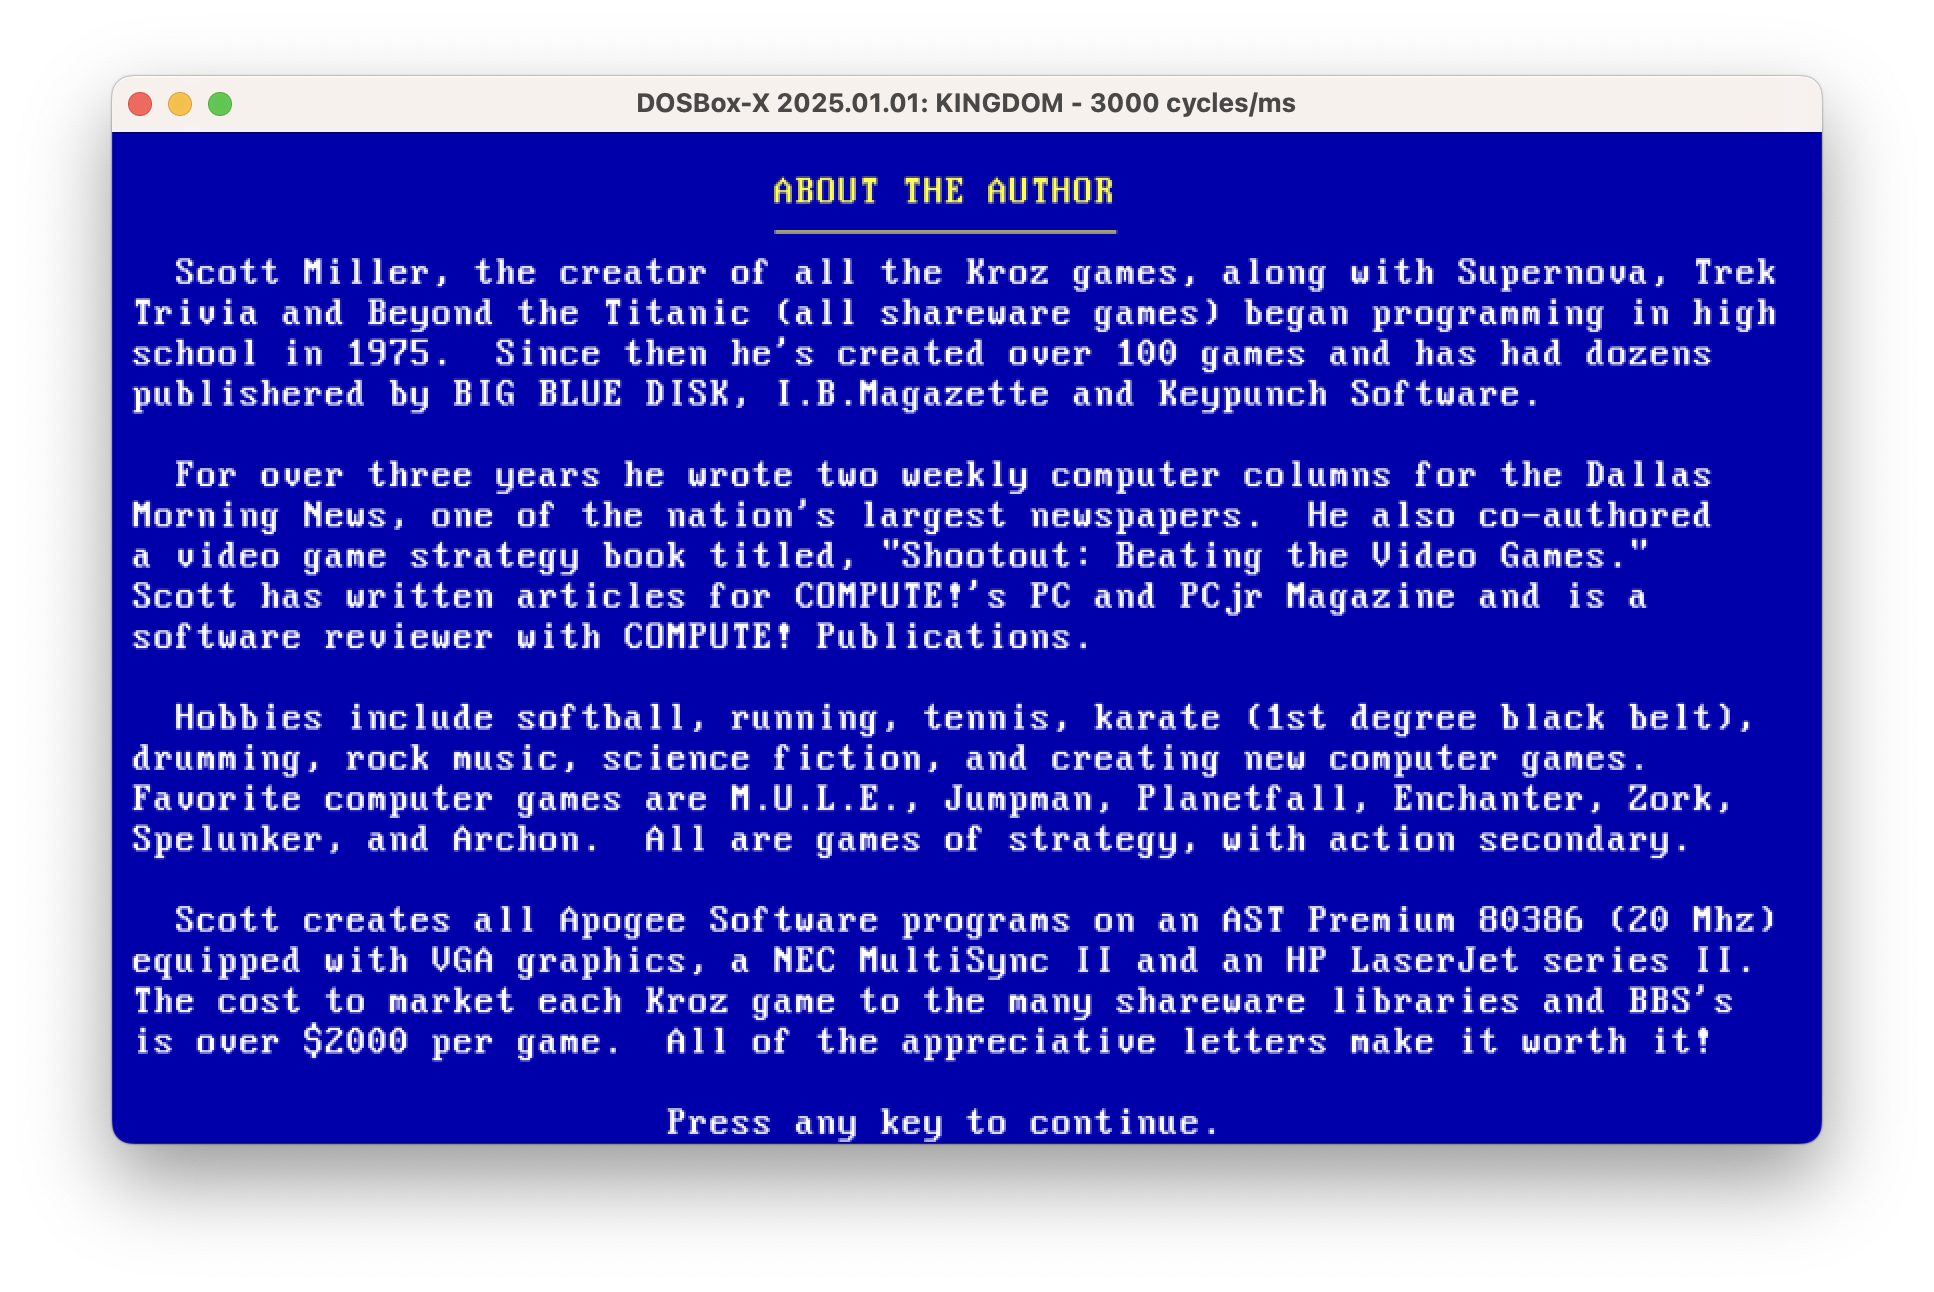 DOSBox-X 2025.01.01: KINGDOM - 3000 cycles/ms
ABOUT THE AUTHOR
Scott Miller, the creator of all the Kroz games, along with Supernova, Trek
Trivia and Beyond the Titanic (all shareware games) began programming in high
school in 1975.  Since then he's created over 100 games and has had dozens
publishered by BIG BLUE DISK, I.B.Magazette and Keypunch Software.
For over three years he wrote two weekly computer columns for the Dallas
Morning News, one of the nation's largest newspapers.  He also co-authored
a video game strategy book titled, "Shootout: Beating the Video Games."
Scott has written articles for COMPUTE!'s PC and PCjr Magazine and is a
software reviewer with COMPUTE! Publications.
Hobbies include softball, running, tennis, karate (1st degree black belt),
drumming, rock music, science fiction, and creating new computer games.
Favorite computer games are M.U.L.E., Jumpman, Planetfall, Enchanter, Zork,
Spelunker, and Archon.  All are games of strategy, with action secondary.
Scott creates all Apogee Software programs on an AST Premium 80386 (20 Mhz)
equipped with VGA graphics, a NEC MultiSync II and an HP LaserJet series II.
The cost to market each Kroz game to the many shareware libraries and BBS's
is over $2000 per game.  All of the appreciative letters make it worth it!
Press any key to continue.